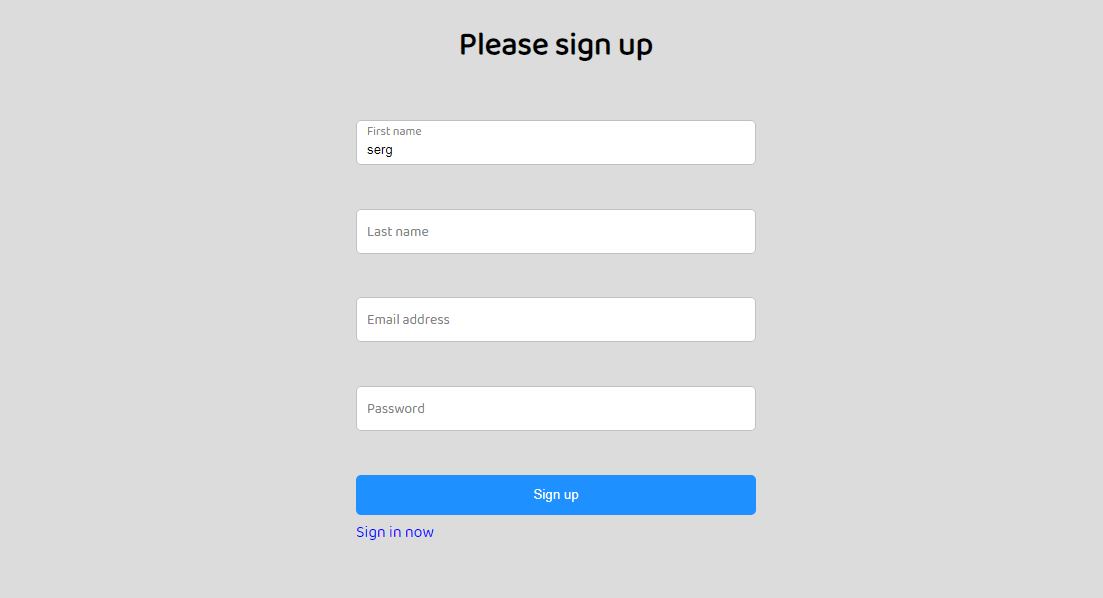 Please sign up
First name
serg
Last name
Email address
Password
Sign up
Sign in now